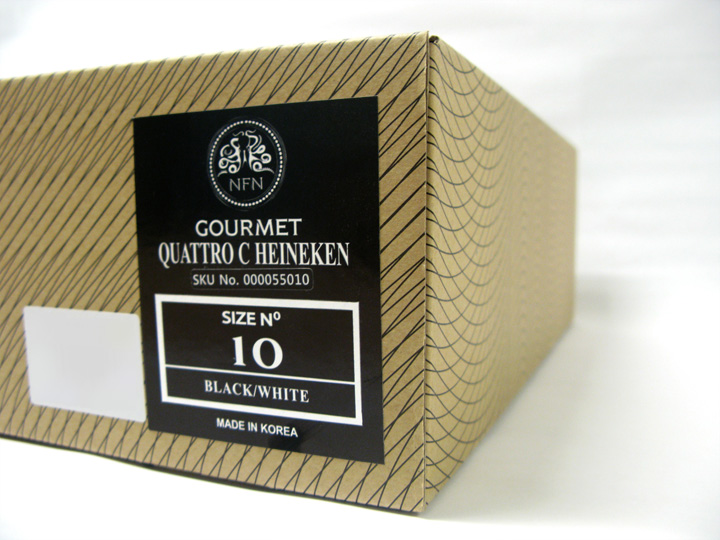 NFN
GOURMET
QUATTRO C HEINEKEN
SKU No. 000055010
SIZE Nº
10
BLACK/WHITE
MADE IN KOREA